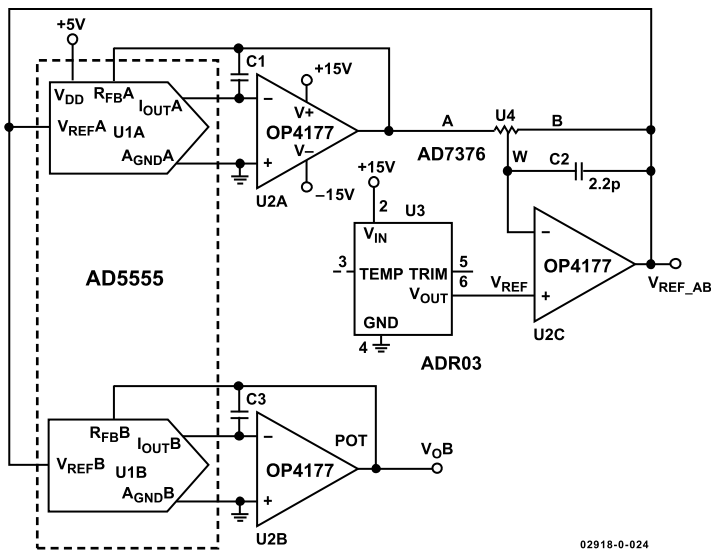 +5V
C1
+15V
VDD
RFBA
IOUTA
VREFA
U1A
AGNDA
−
V+
OP4177
V−
+
−15V
U2A
A
U4
B
AD7376
W
C2
2.2p
+15V
2
U3
VIN
3
TEMP
TRIM
5
VOUT
6
VREF
GND
4
ADR03
−
OP4177
+
U2C
VREF_AB
AD5555
C3
RFBB
IOUTB
VREFB
U1B
AGNDB
−
OP4177
+
U2B
POT
VOB
02918-0-024